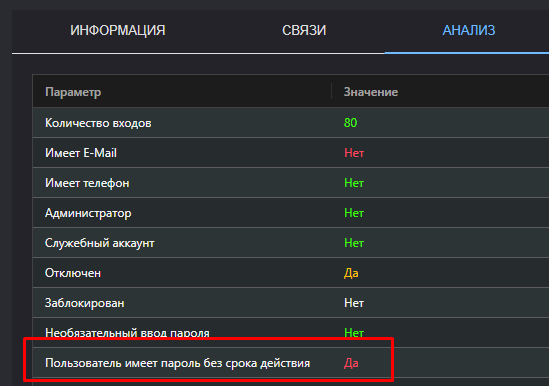 ИНФОРМАЦИЯ СВЯЗИ АНАЛИЗ
Параметр Значение
Количество входов 80
Имеет E-Mail Нет
Имеет телефон Нет
Администратор Нет
Служебный аккаунт Нет
Отключен Да
Заблокирован Нет
Необязательный ввод пароля Нет
Пользователь имеет пароль без срока действия Да